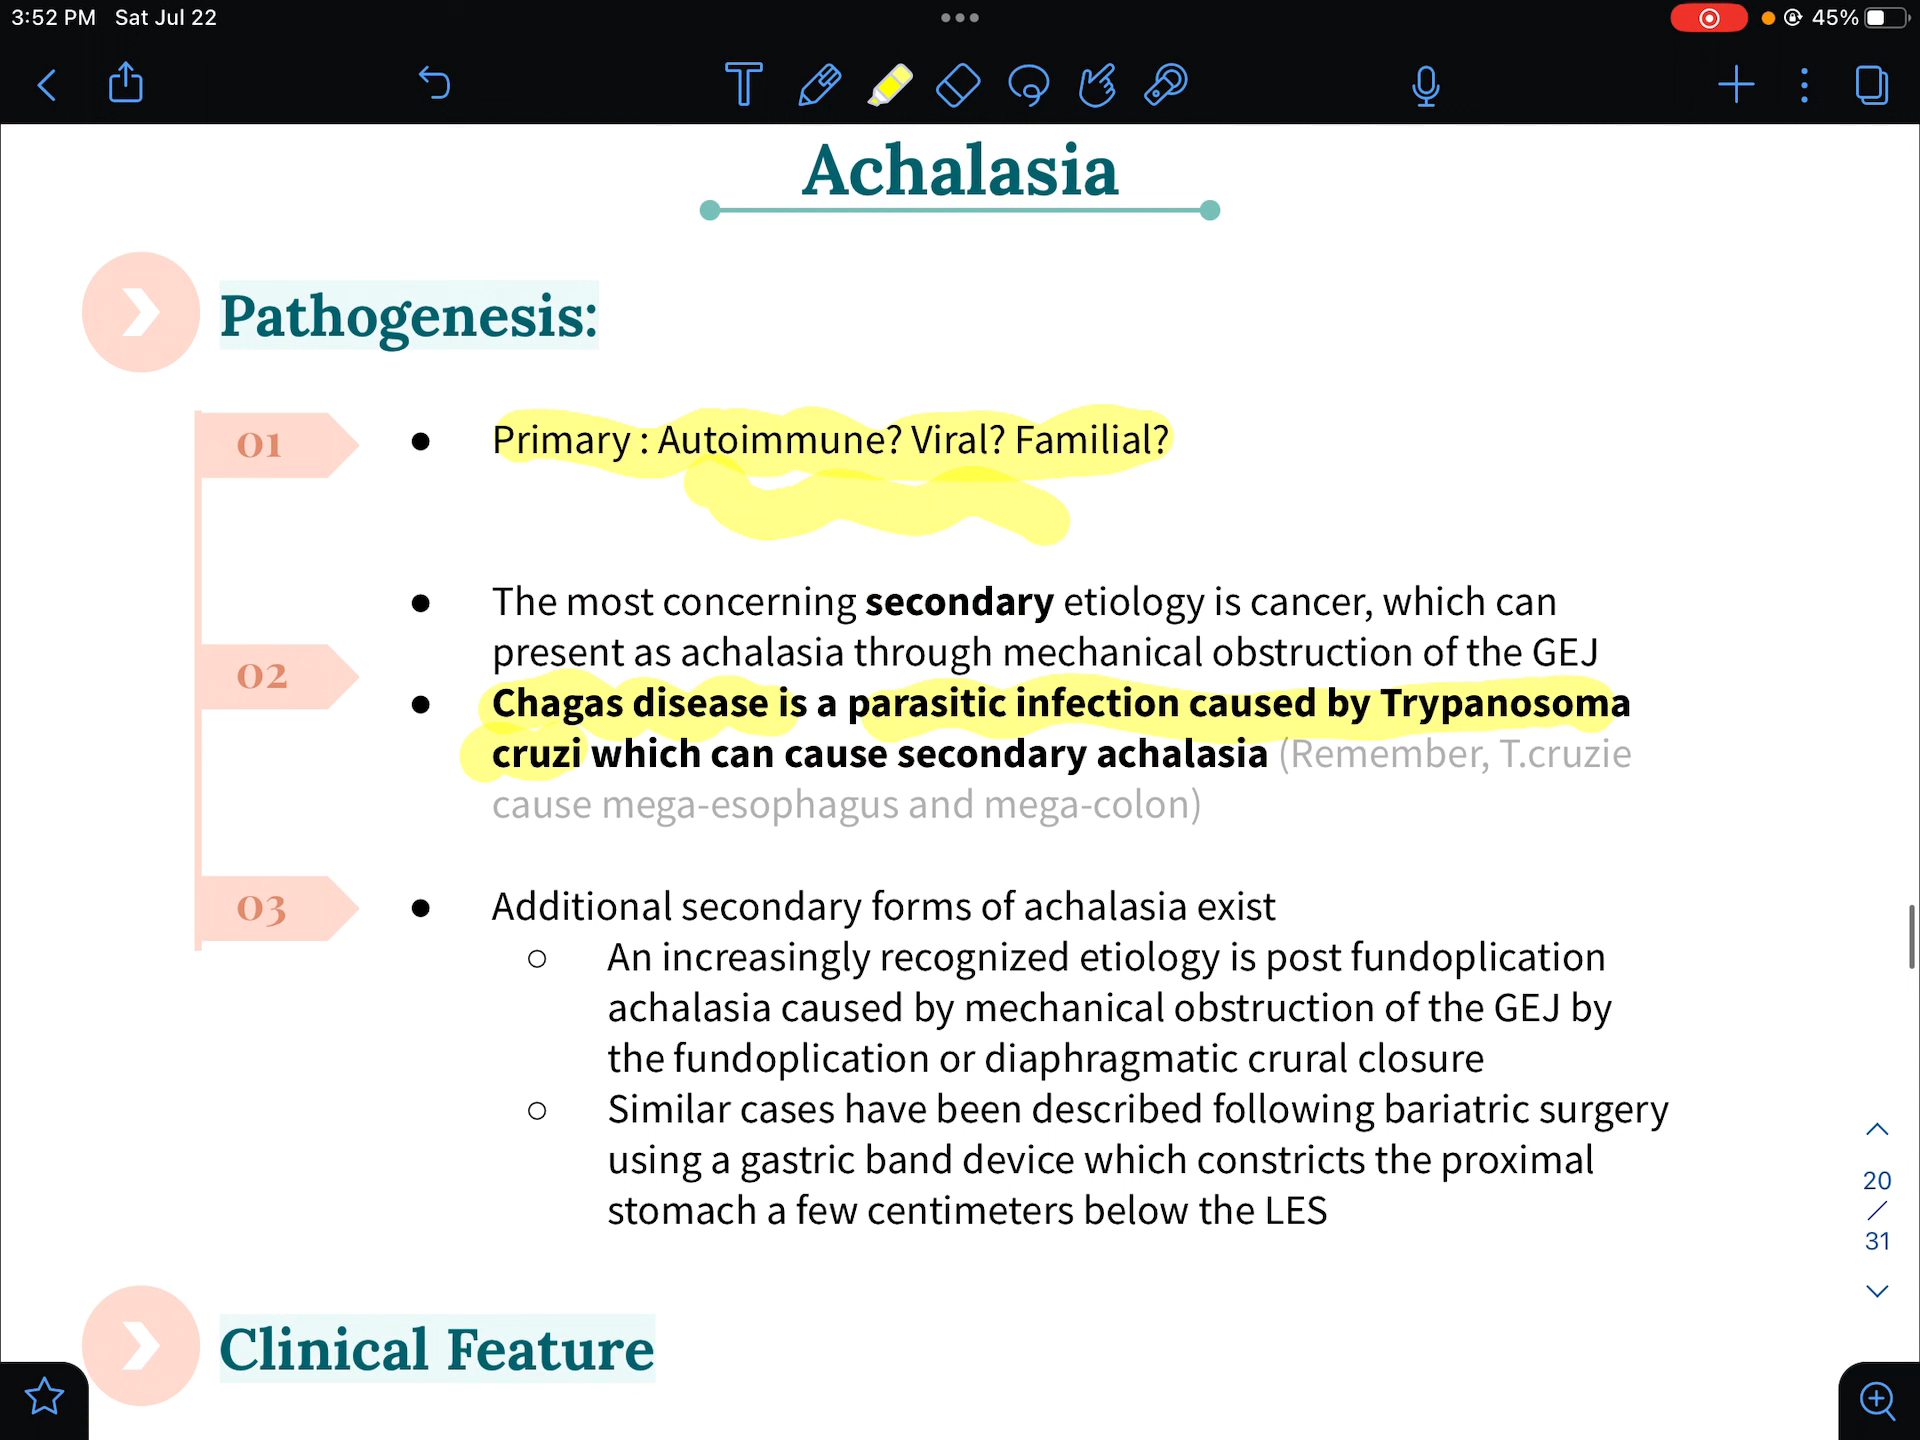 3:52 PM Sat Jul 22
45%
Achalasia
Pathogenesis:
01
● Primary : Autoimmune? Viral? Familial?
● The most concerning secondary etiology is cancer, which can
present as achalasia through mechanical obstruction of the GEJ
02
● Chagas disease is a parasitic infection caused by Trypanosoma
cruzi which can cause secondary achalasia (Remember, T.cruzie
cause mega-esophagus and mega-colon)
03
● Additional secondary forms of achalasia exist
○ An increasingly recognized etiology is post fundoplication
achalasia caused by mechanical obstruction of the GEJ by
the fundoplication or diaphragmatic crural closure
○ Similar cases have been described following bariatric surgery
using a gastric band device which constricts the proximal
stomach a few centimeters below the LES
20
/
31
Clinical Feature